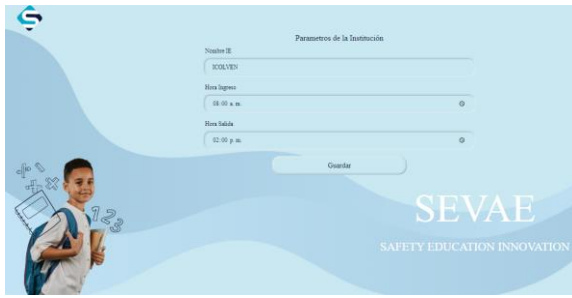 Parametros de la Institución
Nombre IE
ICOLVEN
Hora Ingreso
08:00 a. m.
Hora Salida
02:00 p. m.
Guardar
123
SEVAE
SAFETY EDUCATION INNOVATION